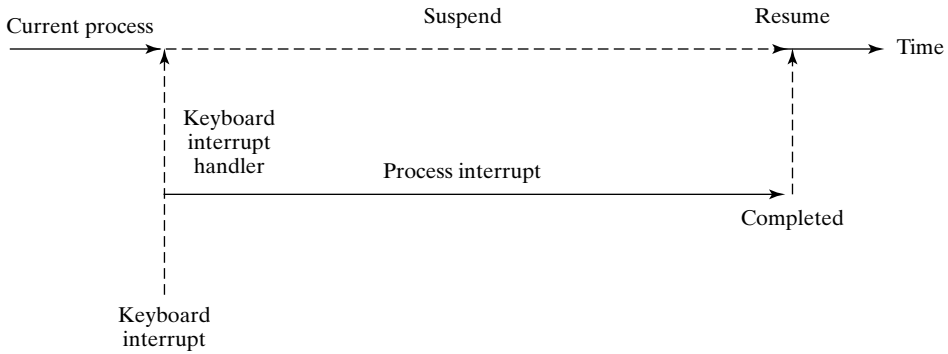 Suspend
Resume
Current process
Time
Keyboard
interrupt
handler
Process interrupt
Completed
Keyboard
interrupt